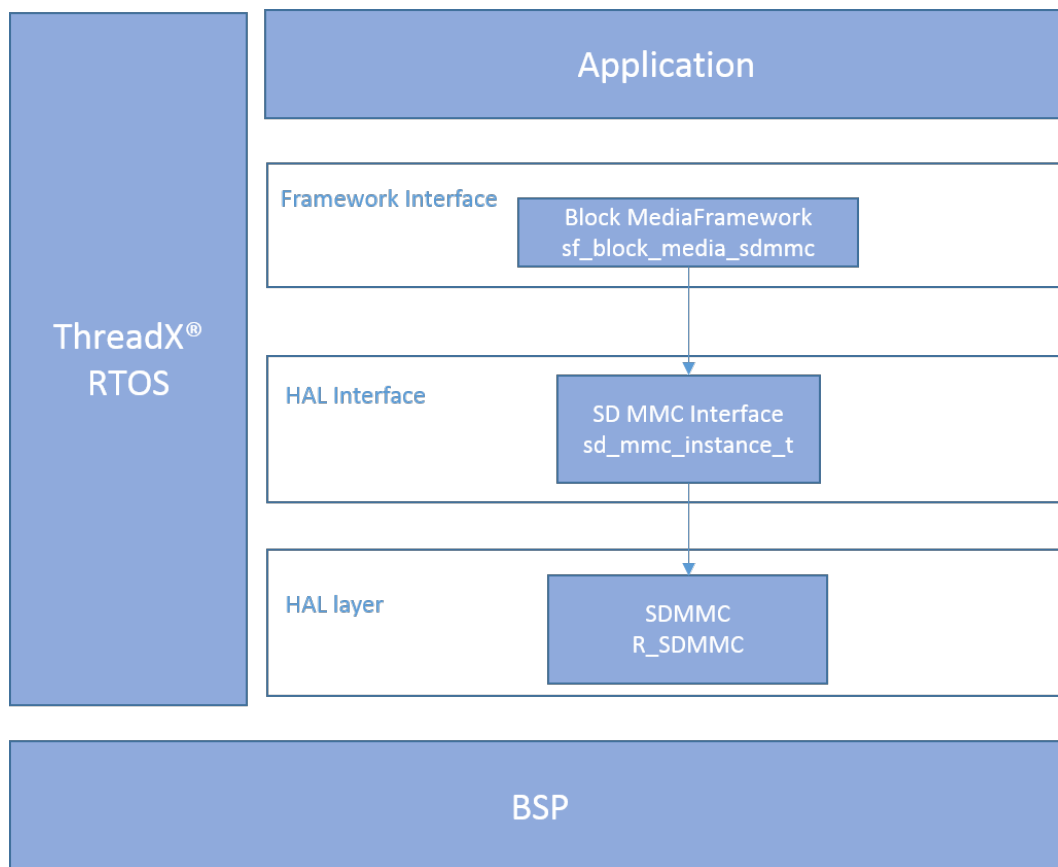 Application
ThreadX®
RTOS
Framework Interface
Block MediaFramework
sf_block_media_sdmmc
HAL Interface
SD MMC Interface
sd_mmc_instance_t
HAL layer
SDMMC
R_SDMMC
BSP